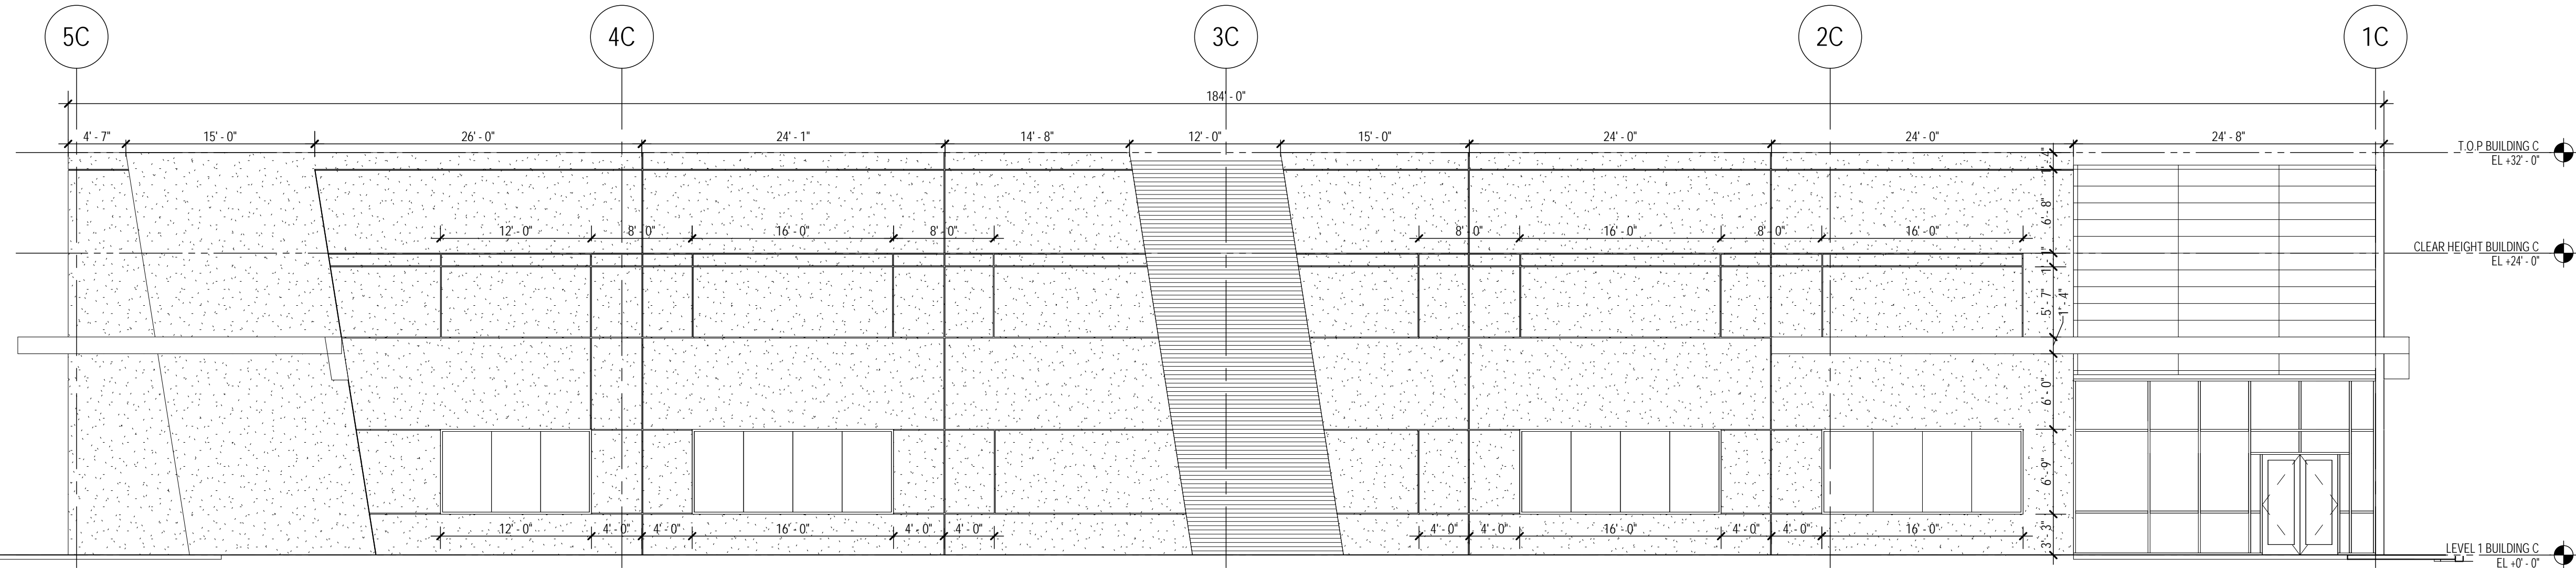 5C
4C
3C
2C
1C
184' - 0"
4' - 7"
15' - 0"
26' - 0"
24' - 1"
14' - 8"
12' - 0"
15' - 0"
24' - 0"
24' - 0"
24' - 8"
T.O.P BUILDING C
EL +32' - 0"
1' - 4"
6' - 8"
12' - 0"
8' - 0"
16' - 0"
8' - 0"
8' - 0"
16' - 0"
8' - 0"
16' - 0"
CLEAR HEIGHT BUILDING C
EL +24' - 0"
1' - 1"
5' - 7"
1' - 4"
6' - 0"
6' - 9"
12' - 0"
4' - 0"
4' - 0"
16' - 0"
4' - 0"
4' - 0"
4' - 0"
4' - 0"
16' - 0"
4' - 0"
4' - 0"
16' - 0"
3' - 3"
LEVEL 1 BUILDING C
EL +0' - 0"